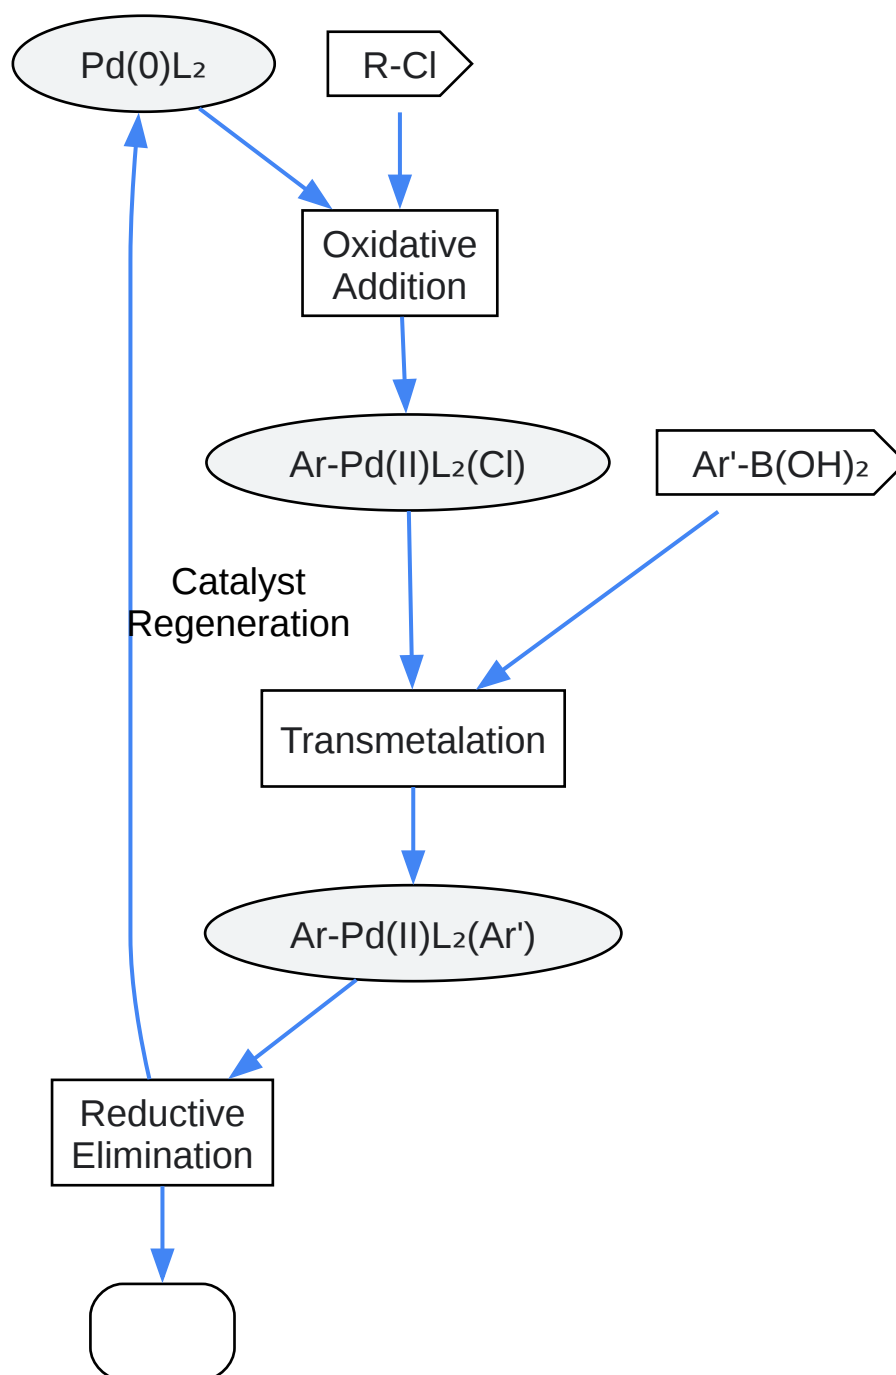 Pd(0)L₂
R-Cl
Oxidative
Addition
Ar-Pd(II)L₂(Cl)
Ar'-B(OH)₂
Catalyst
Regeneration
Transmetalation
Ar-Pd(II)L₂(Ar')
Reductive
Elimination